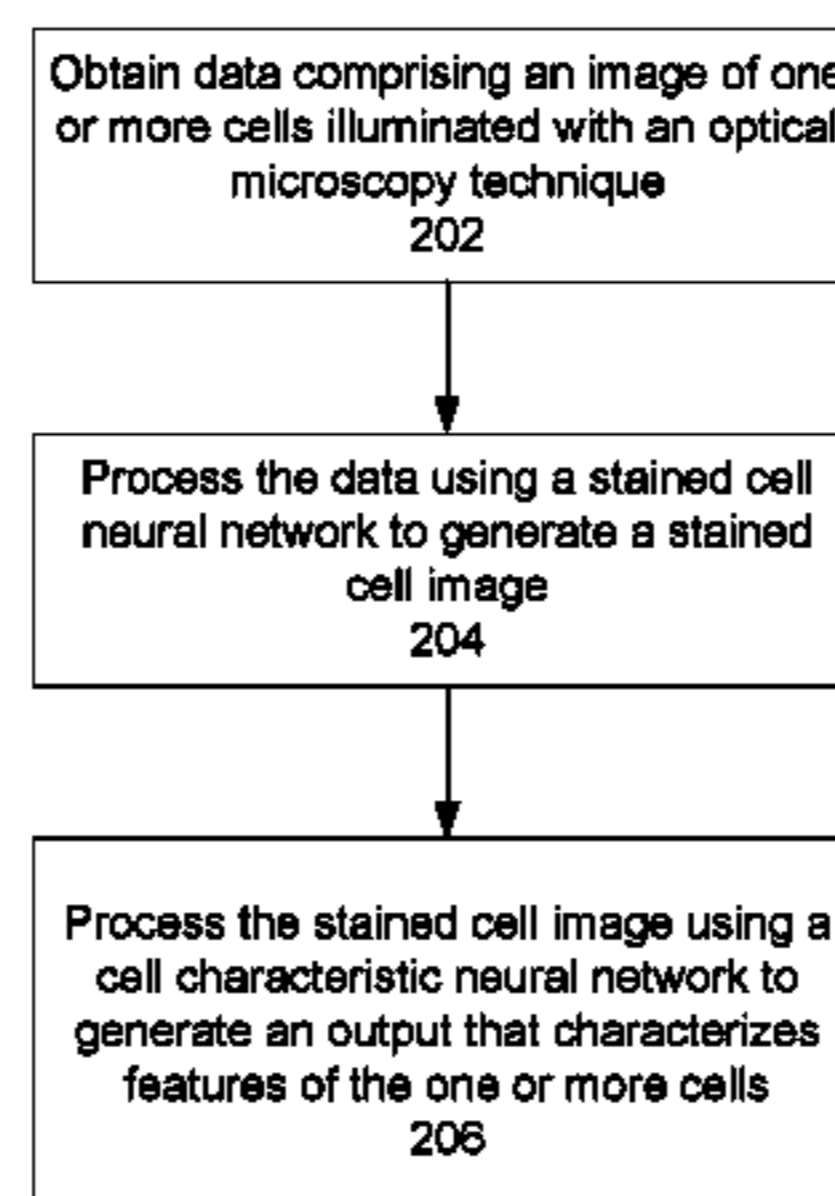 Obtain data comprising an image of one
or more cells illuminated with an optical
microscopy technique
202
Process the data using a stained cell
neural network to generate a stained
cell image
204
Process the stained cell image using a
cell characteristic neural network to
generate an output that characterizes
features of the one or more cells
206